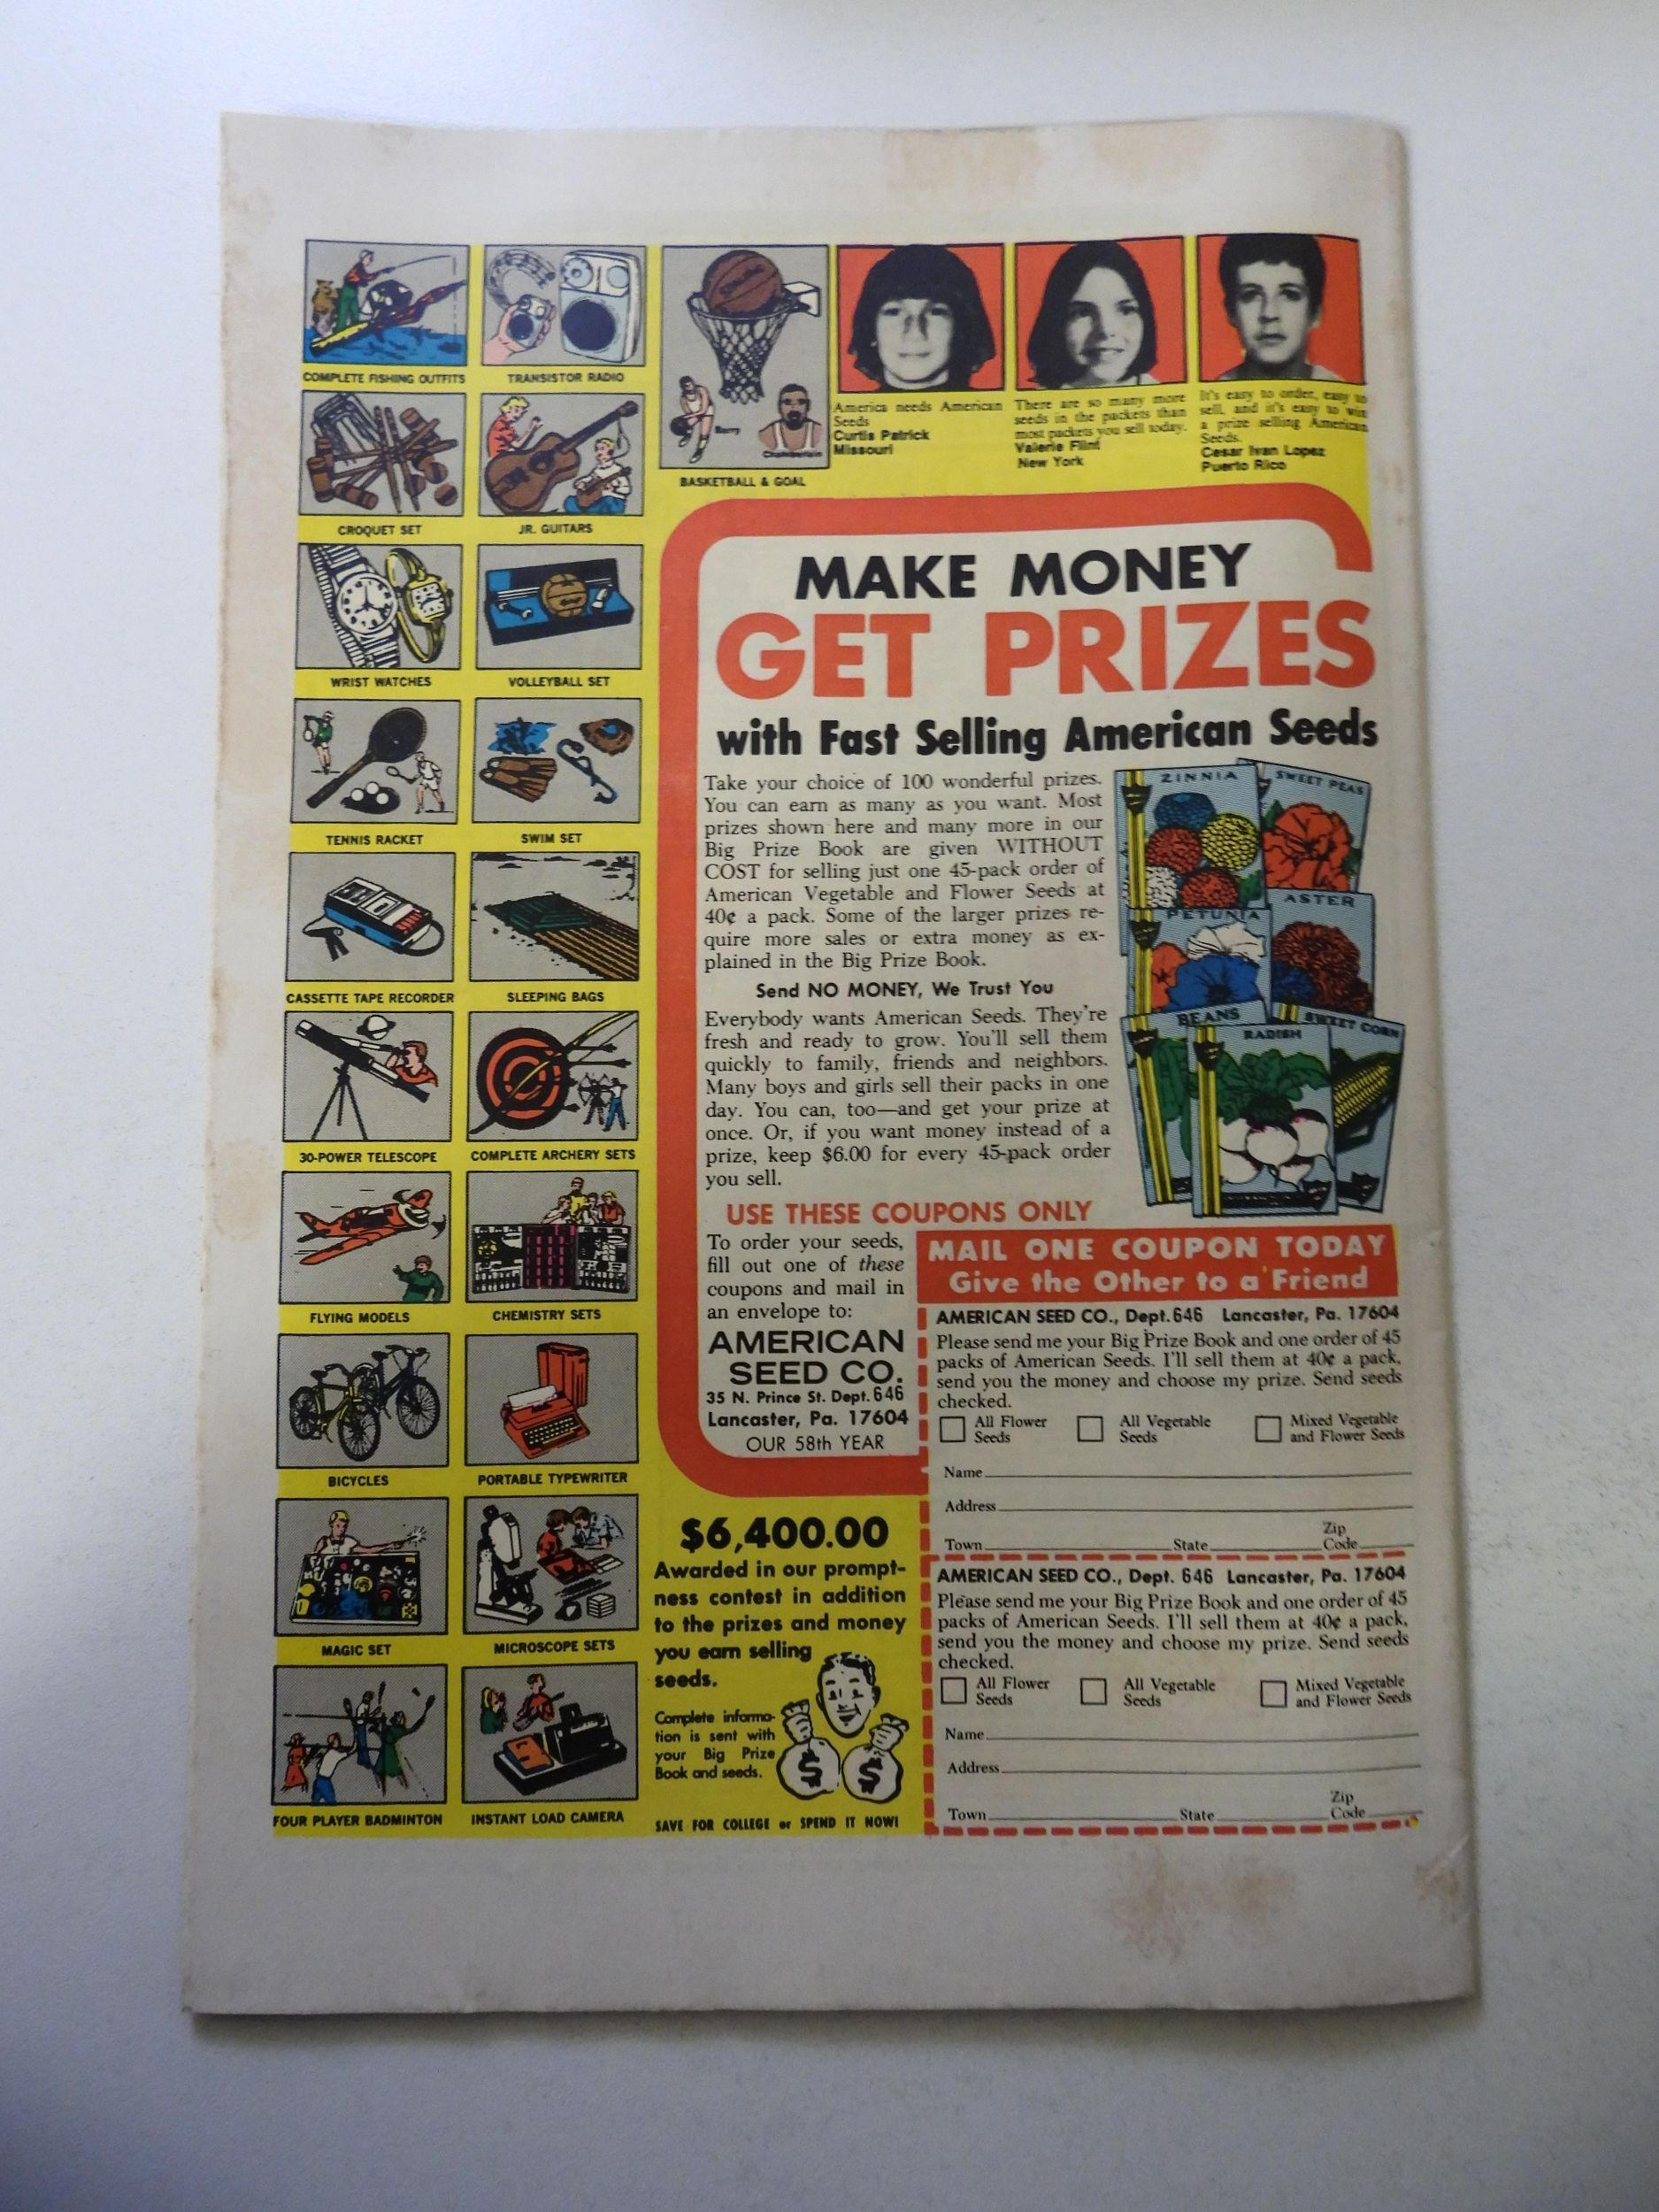 COMPLETE FISHING OUTFITS
TRANSISTOR RADIO
Barry
Chamberlain
BASKETBALL & GOAL
America needs American
Seeds
Curtis Patrick
Missouri
There are so many more
seeds in the packets than
most packets you sell today.
Valerie Flint
New York
It's easy to order, easy to
sell, and it's easy to win
a prize selling American
Seeds.
Cesar Ivan Lopez
Puerto Rico
CROQUET SET
JR. GUITARS
WRIST WATCHES
VOLLEYBALL SET
TENNIS RACKET
SWIM SET
CASSETTE TAPE RECORDER
SLEEPING BAGS
30-POWER TELESCOPE
COMPLETE ARCHERY SETS
FLYING MODELS
CHEMISTRY SETS
BICYCLES
PORTABLE TYPEWRITER
MAGIC SET
MICROSCOPE SETS
FOUR PLAYER BADMINTON
INSTANT LOAD CAMERA
MAKE MONEY
GET PRIZES
with Fast Selling American Seeds
Take your choice of 100 wonderful prizes.
You can earn as many as you want. Most
prizes shown here and many more in our
Big Prize Book are given WITHOUT
COST for selling just one 45-pack order of
American Vegetable and Flower Seeds at
40¢ a pack. Some of the larger prizes re-
quire more sales or extra money as ex-
plained in the Big Prize Book.
Send NO MONEY, We Trust You
Everybody wants American Seeds. They're
fresh and ready to grow. You'll sell them
quickly to family, friends and neighbors.
Many boys and girls sell their packs in one
day. You can, too—and get your prize at
once. Or, if you want money instead of a
prize, keep $6.00 for every 45-pack order
you sell.
ZINNIA
SWEET PEAS
PETUNIA
ASTER
BEANS
RADISH
SWEET CORN
USE THESE COUPONS ONLY
To order your seeds,
fill out one of these
coupons and mail in
an envelope to:
AMERICAN
SEED CO.
35 N. Prince St. Dept. 646
Lancaster, Pa. 17604
OUR 58th YEAR
MAIL ONE COUPON TODAY
Give the Other to a Friend
AMERICAN SEED CO., Dept. 646 Lancaster, Pa. 17604
Please send me your Big Prize Book and one order of 45
packs of American Seeds. I'll sell them at 40¢ a pack,
send you the money and choose my prize. Send seeds
checked.
All Flower
Seeds
All Vegetable
Seeds
Mixed Vegetable
and Flower Seeds
Name
Address
Town State Zip
Code
AMERICAN SEED CO., Dept. 646 Lancaster, Pa. 17604
Please send me your Big Prize Book and one order of 45
packs of American Seeds. I'll sell them at 40¢ a pack,
send you the money and choose my prize. Send seeds
checked.
All Flower
Seeds
All Vegetable
Seeds
Mixed Vegetable
and Flower Seeds
Name
Address
Town State Zip
Code
$6,400.00
Awarded in our prompt-
ness contest in addition
to the prizes and money
you earn selling
seeds.
Complete informa-
tion is sent with
your Big Prize
Book and seeds.
$ $
SAVE FOR COLLEGE or SPEND IT NOW!